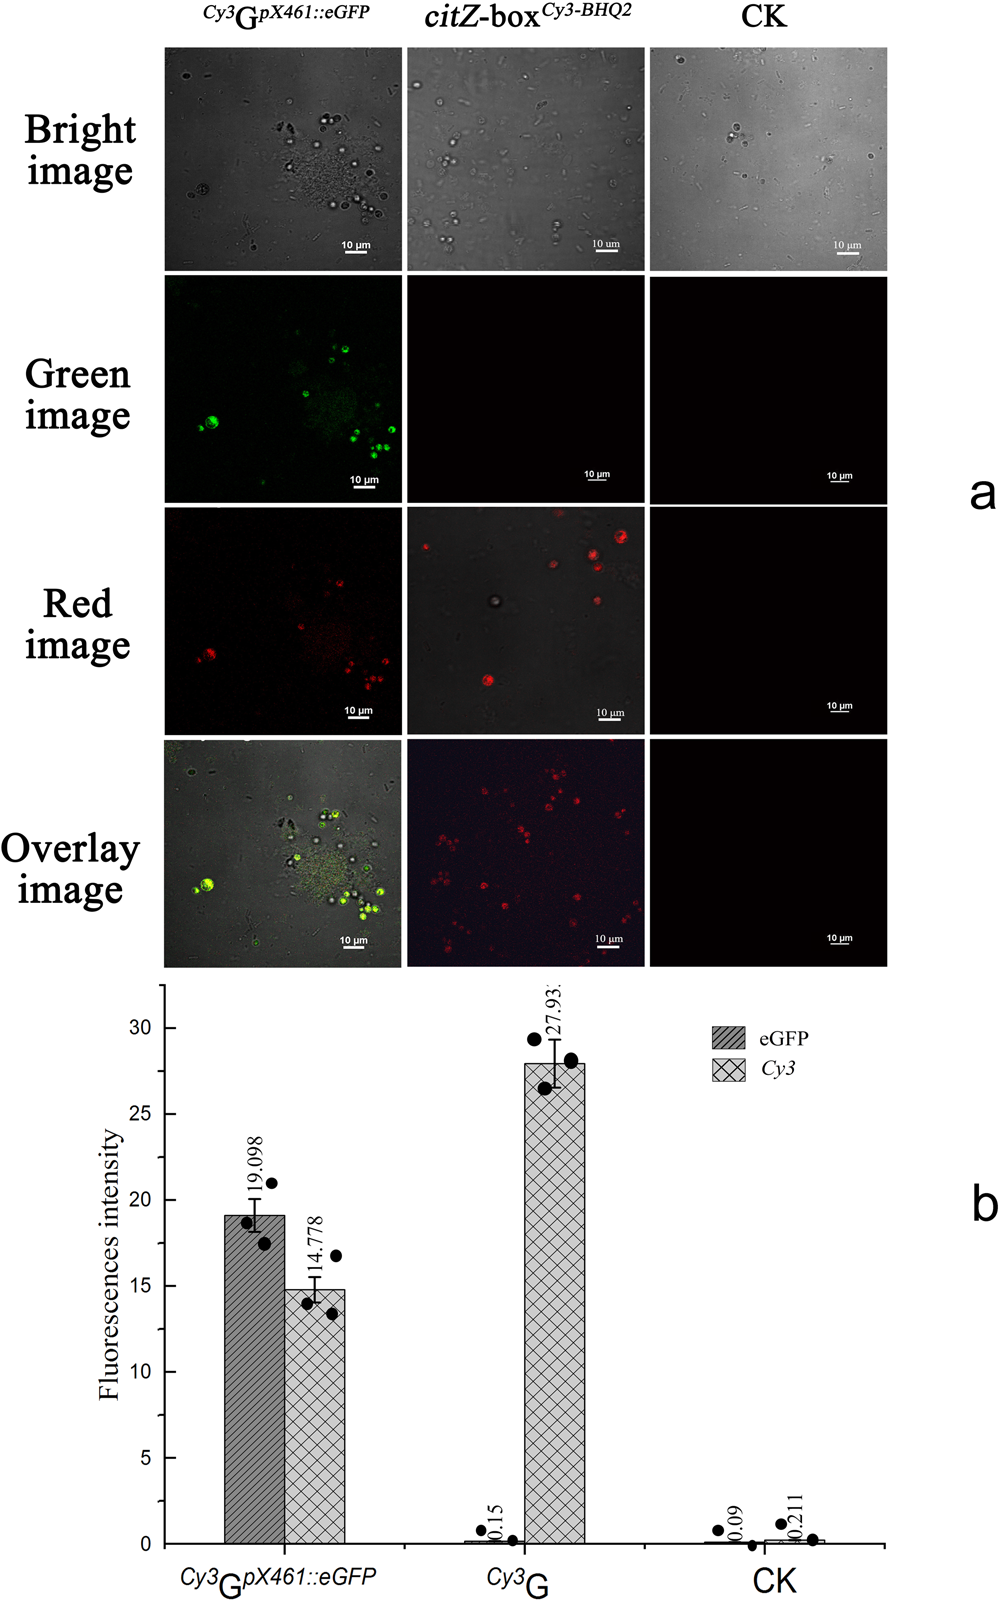 Cy3GpX461::eGFP citZ-boxCy3-BHQ2 CK
Bright
image
10 µm 10 um 10 µm
Green
image
10 µm 10 µm 10 µm
a
Red
image
10 µm 10 µm 10 µm
Overlay
image
10 µm 10 µm 10 µm
Fluorescences intensity
30
25
20
15
10
5
0
19.098
14.778
0.15
27.93
0.09
0.211
eGFP
Cy3
b
Cy3GpX461::eGFP Cy3G CK